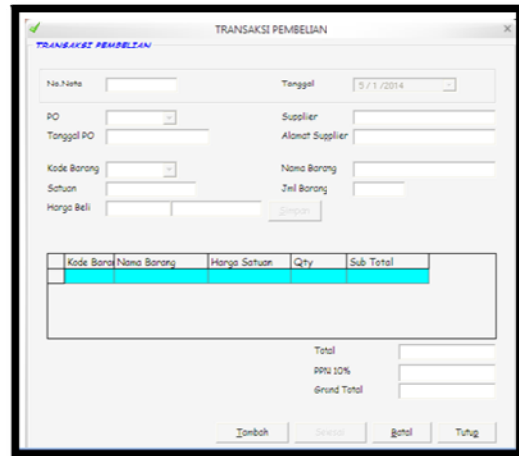 TRANSAKSI PEMBELIAN
TRANSAKSI PEMBELIAN
No.Nota Tanggal 5 / 1 /2014
PO Supplier
Tanggal PO Alamat Supplier
Kode Barang Nama Barang
Satuan Jml Barang
Harga Beli Simpan
Kode Baran Nama Barang Harga Satuan Qty Sub Total
Total
PPN 10%
Grand Total
Tambah Selesai Batal Tutup